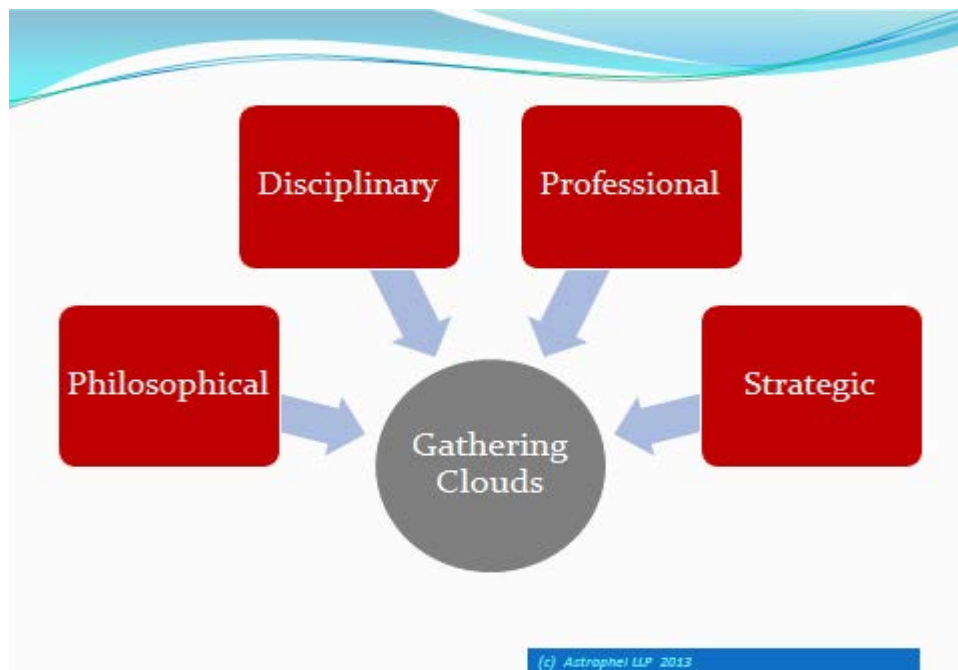 Disciplinary
Professional
Philosophical
Strategic
Gathering
Clouds
(c) Astrophel LLP 2013